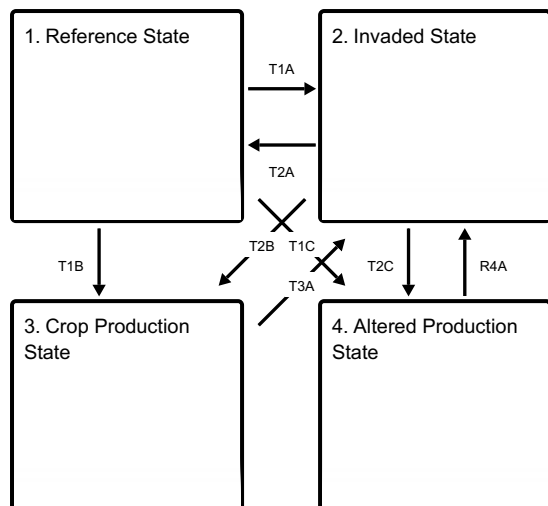 1. Reference State
2. Invaded State
T1A
T2A
T2B
T1C
T1B
T2C
R4A
T3A
3. Crop Production
State
4. Altered Production
State